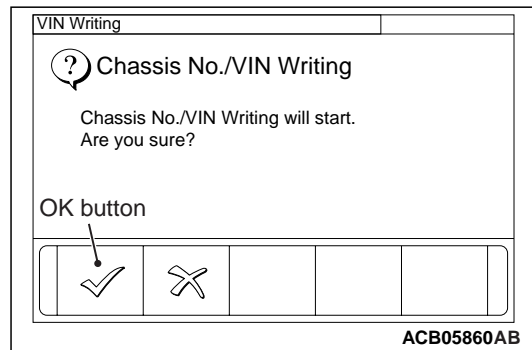 VIN Writing
Chassis No./VIN Writing
Chassis No./VIN Writing will start.
Are you sure?
OK button
ACB05860AB